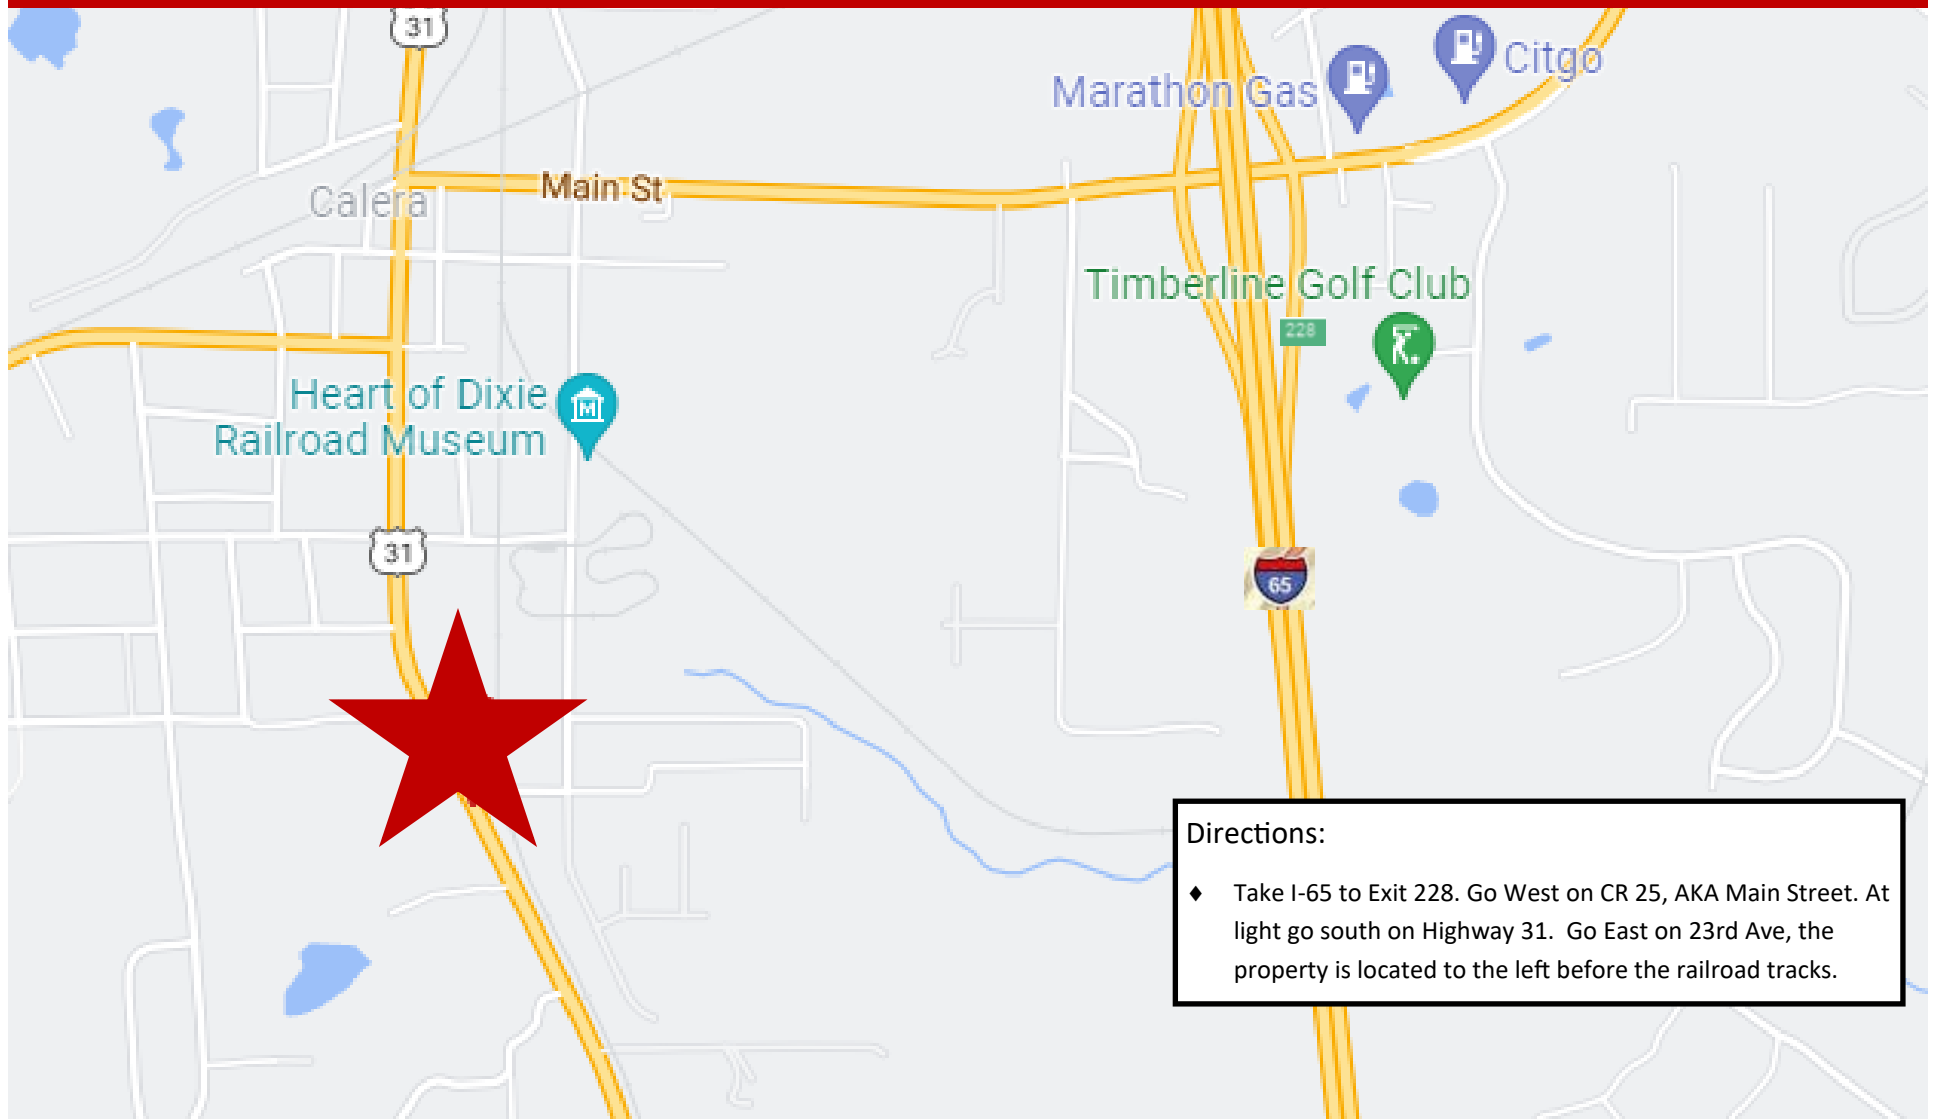 31
Citgo
Marathon Gas
Main St
Calera
Timberline Golf Club
228
Heart of Dixie
Railroad Museum
31
65
Directions:
♦ Take I-65 to Exit 228. Go West on CR 25, AKA Main Street. At
light go south on Highway 31.  Go East on 23rd Ave, the
property is located to the left before the railroad tracks.